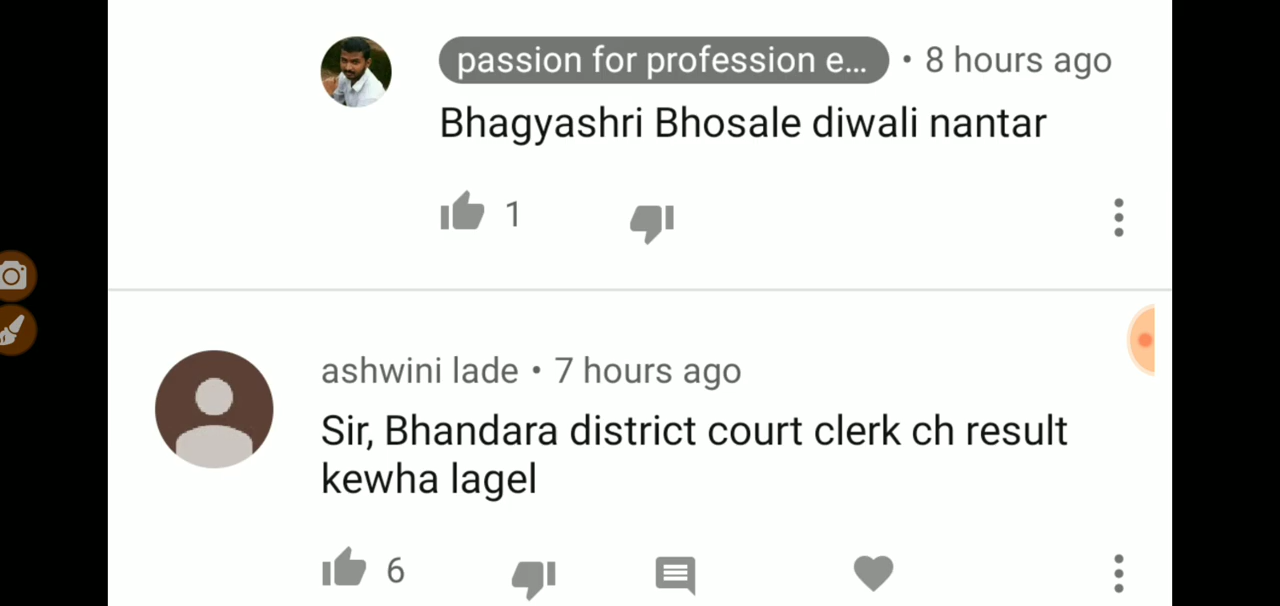 passion for profession e... • 8 hours ago
Bhagyashri Bhosale diwali nantar
1
ashwini lade • 7 hours ago
Sir, Bhandara district court clerk ch result
kewha lagel
6